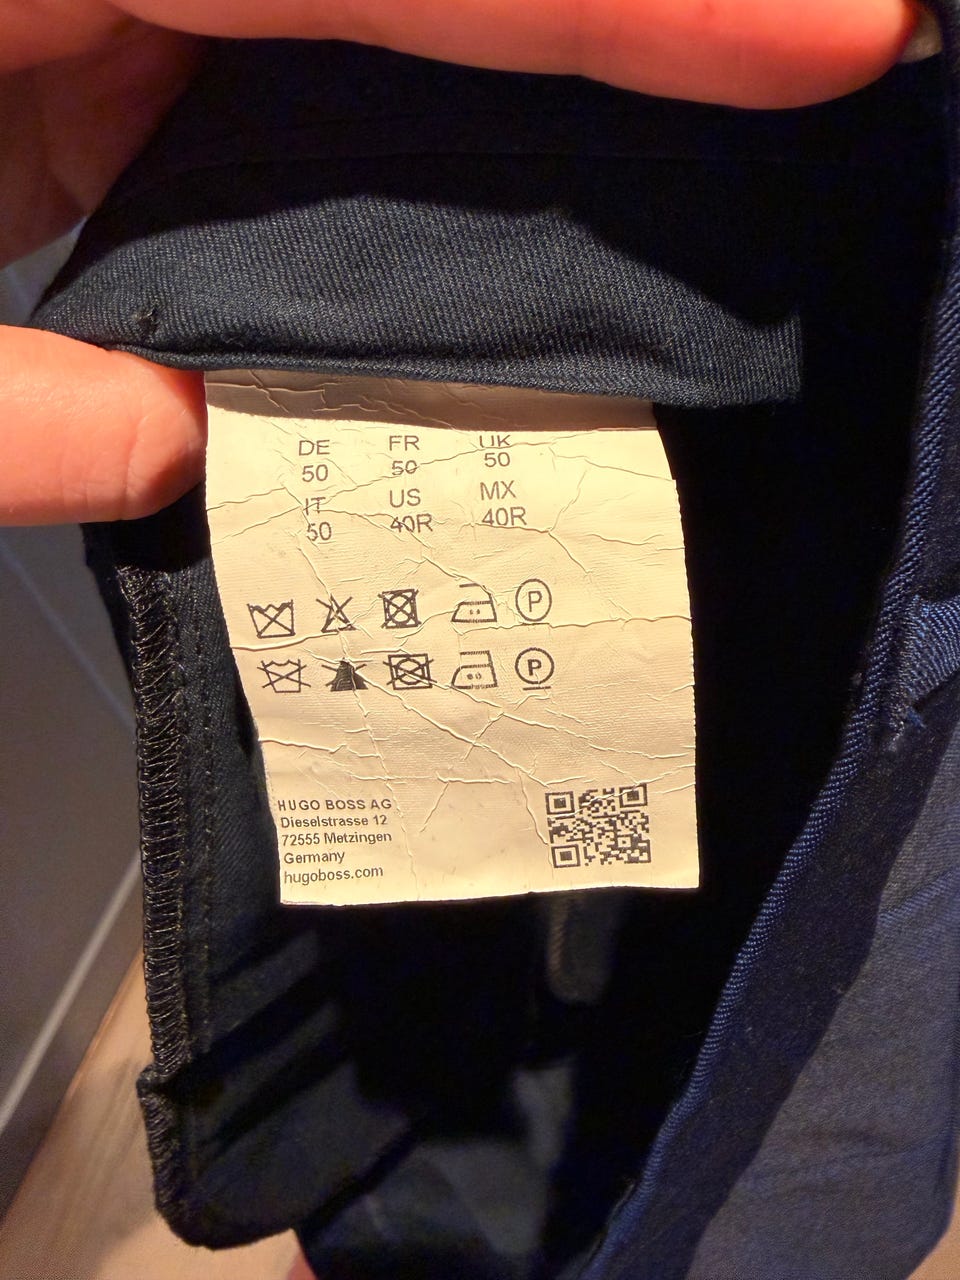 DE FR UK
50 50 50
IT US MX
50 40R 40R
P
P
HUGO BOSS AG
Dieselstrasse 12
72555 Metzingen
Germany
hugoboss.com